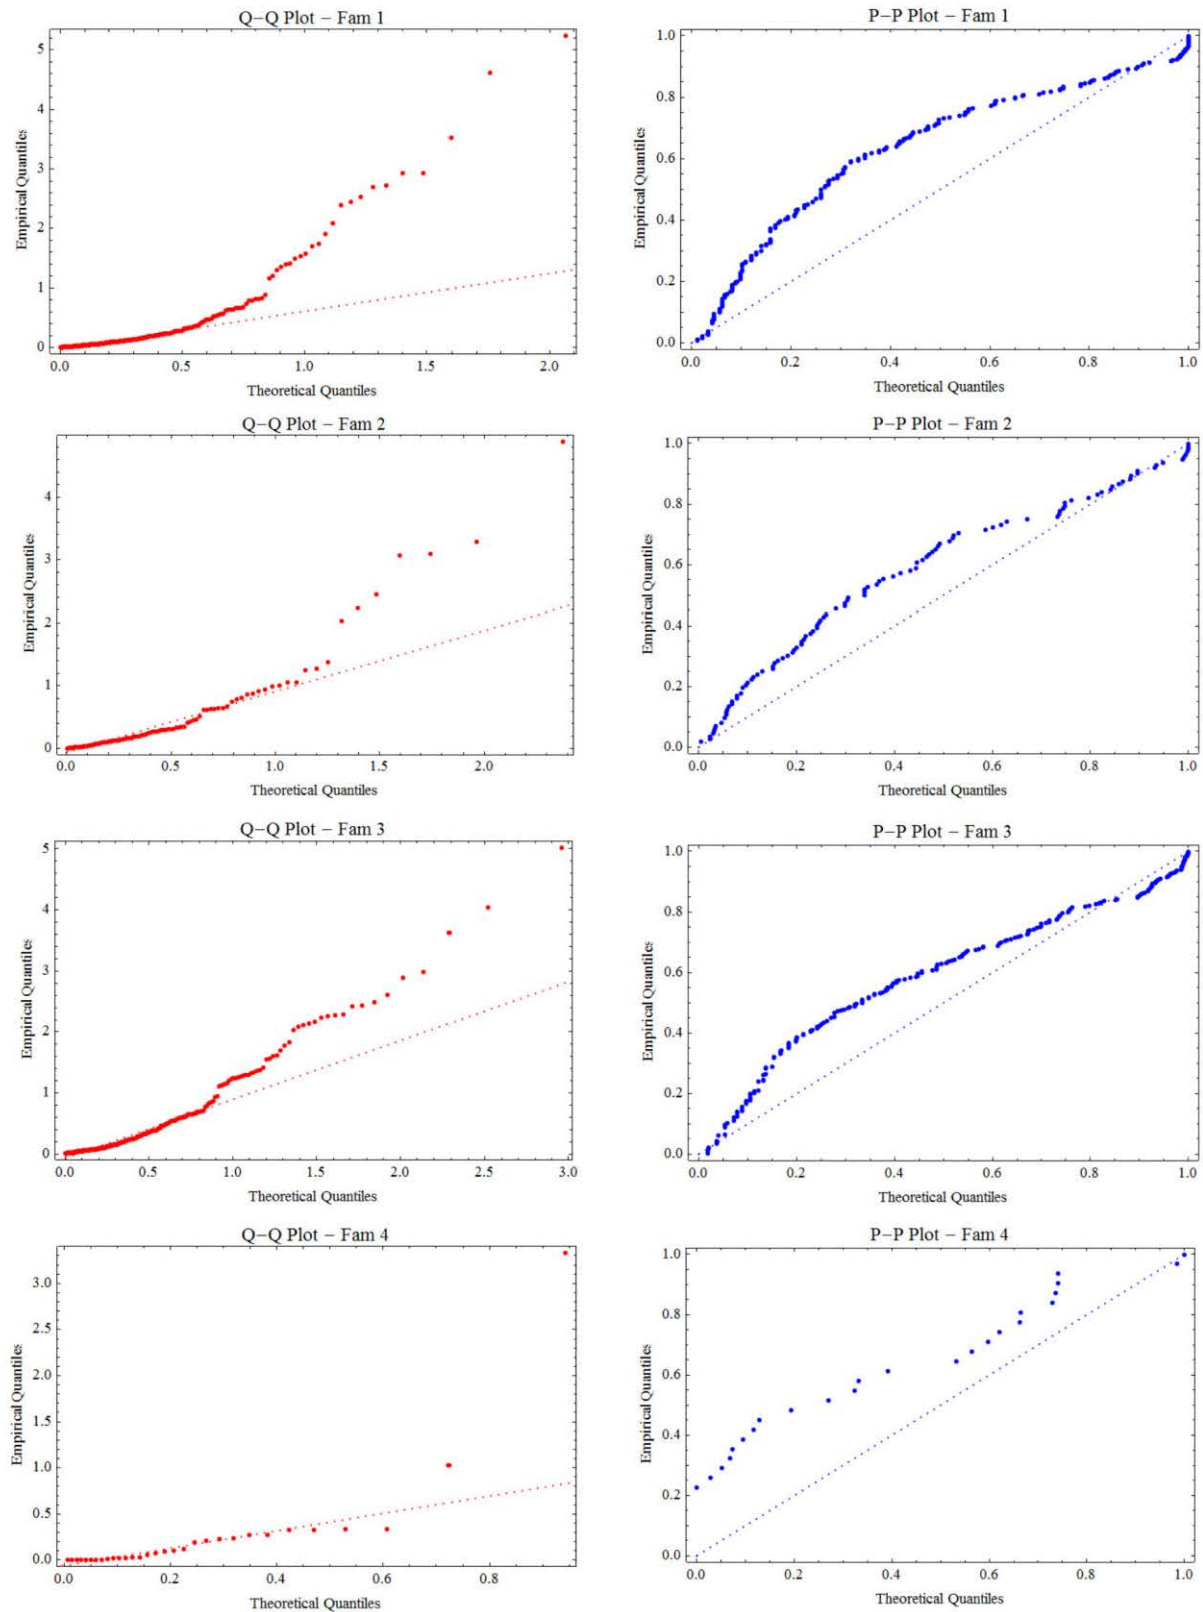 Q−Q Plot − Fam 1
5
4
3
2
1
0
Empirical Quantiles
0.0 0.5 1.0 1.5 2.0
Theoretical Quantiles
P−P Plot − Fam 1
1.0
0.8
0.6
0.4
0.2
0.0
Empirical Quantiles
0.0 0.2 0.4 0.6 0.8 1.0
Theoretical Quantiles
Q−Q Plot − Fam 2
4
3
2
1
0
Empirical Quantiles
0.0 0.5 1.0 1.5 2.0
Theoretical Quantiles
P−P Plot − Fam 2
1.0
0.8
0.6
0.4
0.2
0.0
Empirical Quantiles
0.0 0.2 0.4 0.6 0.8 1.0
Theoretical Quantiles
Q−Q Plot − Fam 3
5
4
3
2
1
0
Empirical Quantiles
0.0 0.5 1.0 1.5 2.0 2.5 3.0
Theoretical Quantiles
P−P Plot − Fam 3
1.0
0.8
0.6
0.4
0.2
0.0
Empirical Quantiles
0.0 0.2 0.4 0.6 0.8 1.0
Theoretical Quantiles
Q−Q Plot − Fam 4
3.0
2.5
2.0
1.5
1.0
0.5
0.0
Empirical Quantiles
0.0 0.2 0.4 0.6 0.8
Theoretical Quantiles
P−P Plot − Fam 4
1.0
0.8
0.6
0.4
0.2
0.0
Empirical Quantiles
0.0 0.2 0.4 0.6 0.8 1.0
Theoretical Quantiles